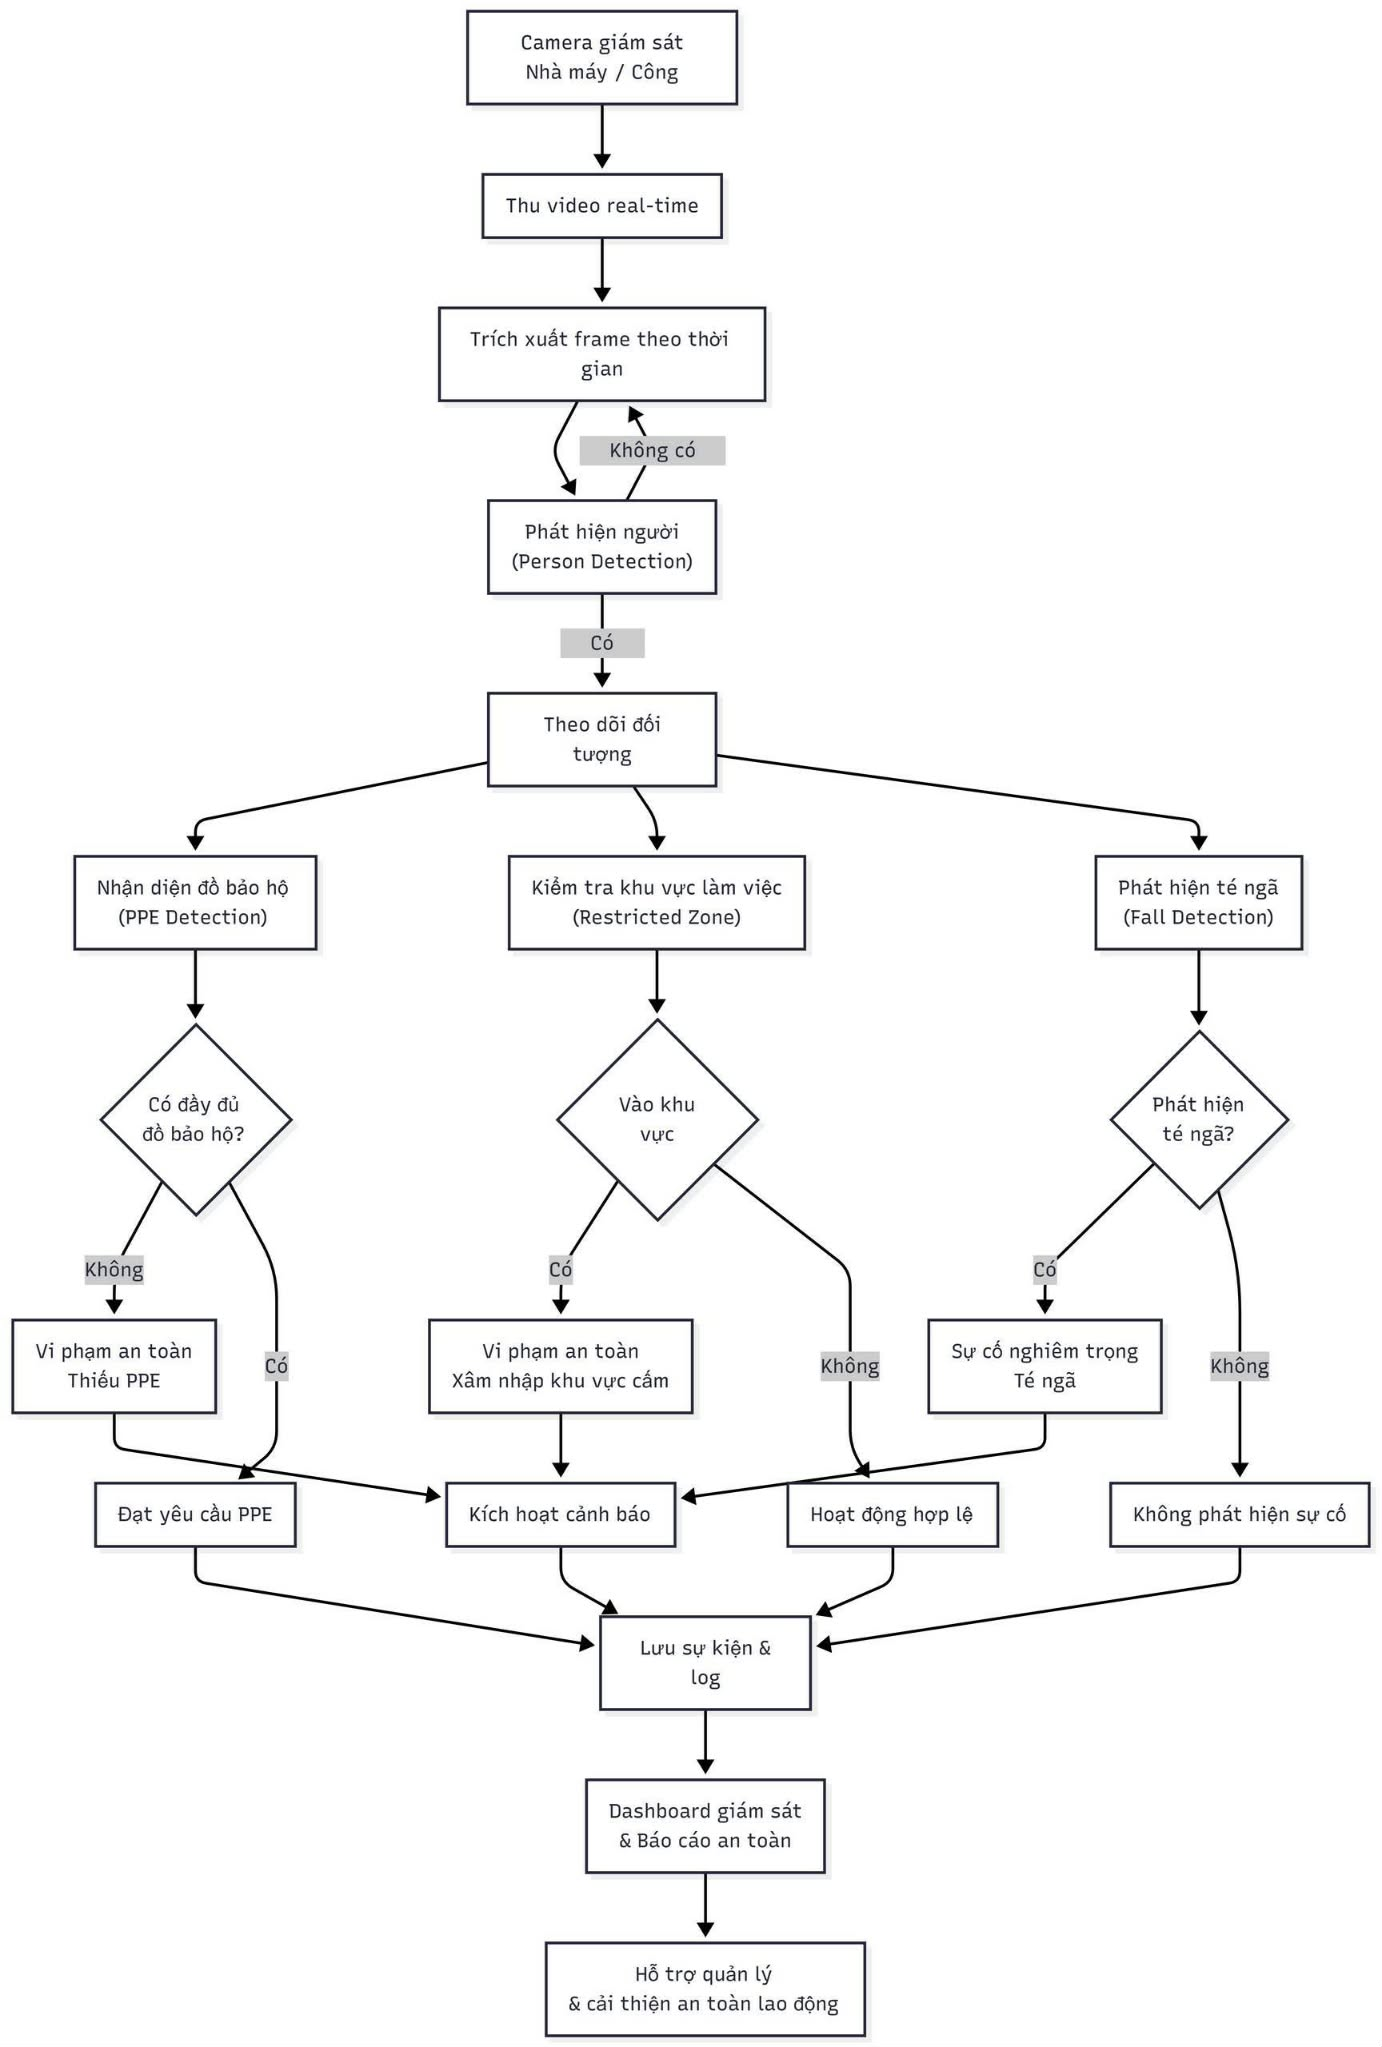 Camera giám sát
Nhà máy / Công
Thu video real-time
Trích xuất frame theo thời
gian
Không có
Phát hiện người
(Person Detection)
Có
Theo dõi đối
tượng
Nhận diện đồ bảo hộ
(PPE Detection)
Kiểm tra khu vực làm việc
(Restricted Zone)
Phát hiện té ngã
(Fall Detection)
Có đầy đủ
đồ bảo hộ?
Vào khu
vực
Phát hiện
té ngã?
Không
Có
Có
Vi phạm an toàn
Thiếu PPE
Có
Vi phạm an toàn
Xâm nhập khu vực cấm
Không
Sự cố nghiêm trọng
Té ngã
Không
Đạt yêu cầu PPE
Kích hoạt cảnh báo
Hoạt động hợp lệ
Không phát hiện sự cố
Lưu sự kiện &
log
Dashboard giám sát
& Báo cáo an toàn
Hỗ trợ quản lý
& cải thiện an toàn lao động